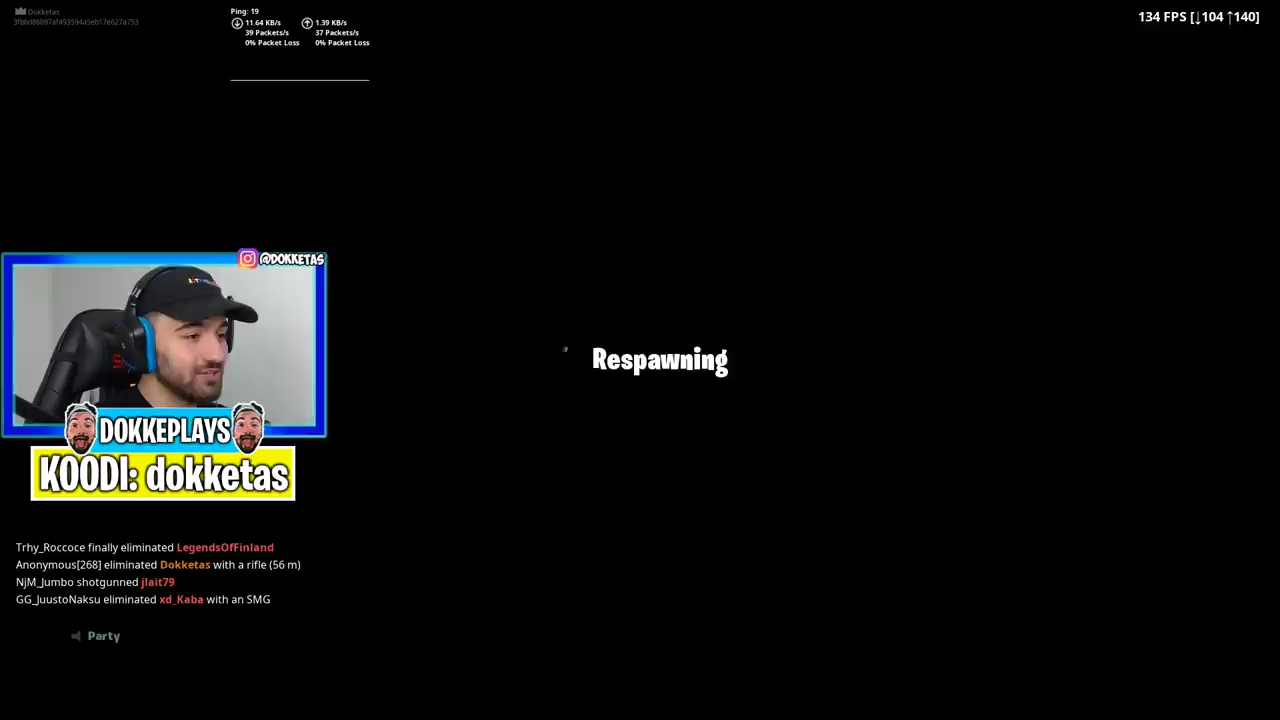 Dokketas
Ping: 19
11.64 KB/s
1.39 KB/s
39 Packets/s
37 Packets/s
0% Packet Loss
0% Packet Loss
134 FPS [↓104 ↑140]
@DOKKETAS
Respawning
DOKKEPLAYS
KOODI: dokketas
Trhy_Roccoce finally eliminated LegendsOfFinland
Anonymous[268] eliminated Dokketas with a rifle (56 m)
NjM_Jumbo shotgunned jlait79
GG_JuustoNaksu eliminated xd_Kaba with an SMG
Party